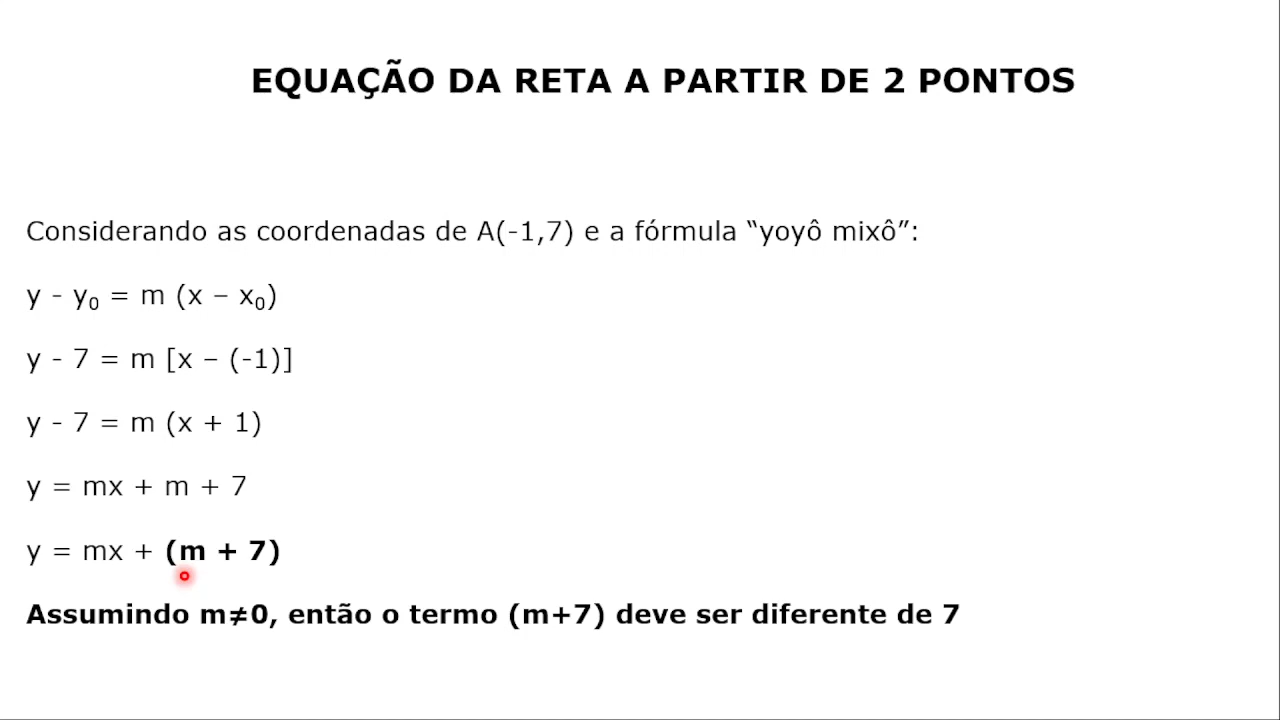 EQUAÇÃO DA RETA A PARTIR DE 2 PONTOS
Considerando as coordenadas de A(-1,7) e a fórmula “yoyô mixô”:
y - y₀ = m (x – x₀)
y - 7 = m [x – (-1)]
y - 7 = m (x + 1)
y = mx + m + 7
y = mx + (m + 7)
Assumindo m≠0, então o termo (m+7) deve ser diferente de 7